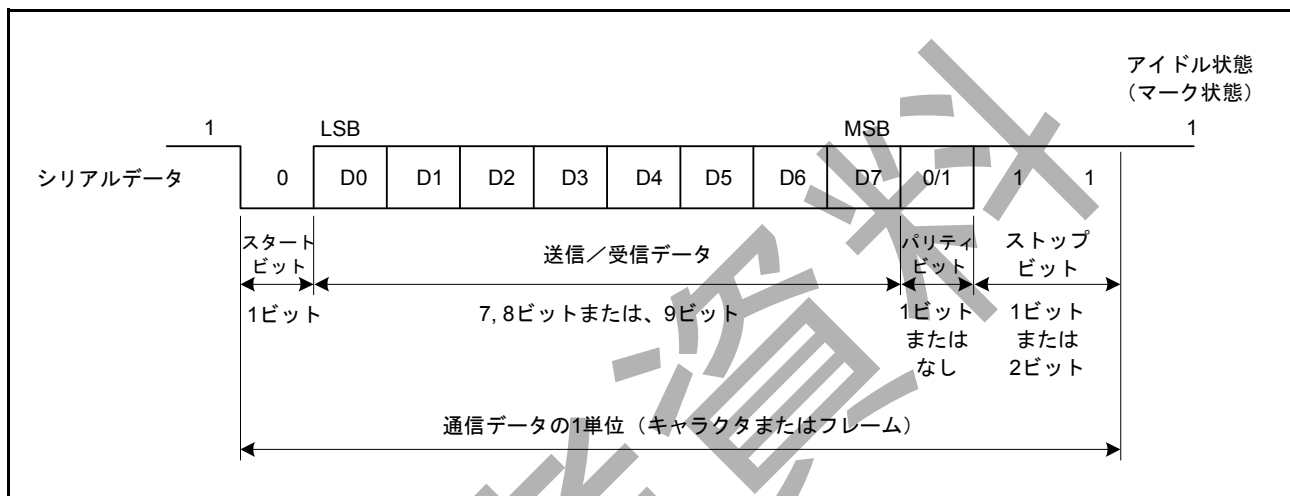 アイドル状態
（マーク状態）
1 LSB MSB 1
シリアルデータ 0 D0 D1 D2 D3 D4 D5 D6 D7 0/1 1 1
スタート
ビット
送信／受信データ
パリティ
ビット
ストップ
ビット
1ビット
7, 8ビットまたは、9ビット
1ビット
または
なし
1ビット
または
2ビット
通信データの1単位（キャラクタまたはフレーム）
資料